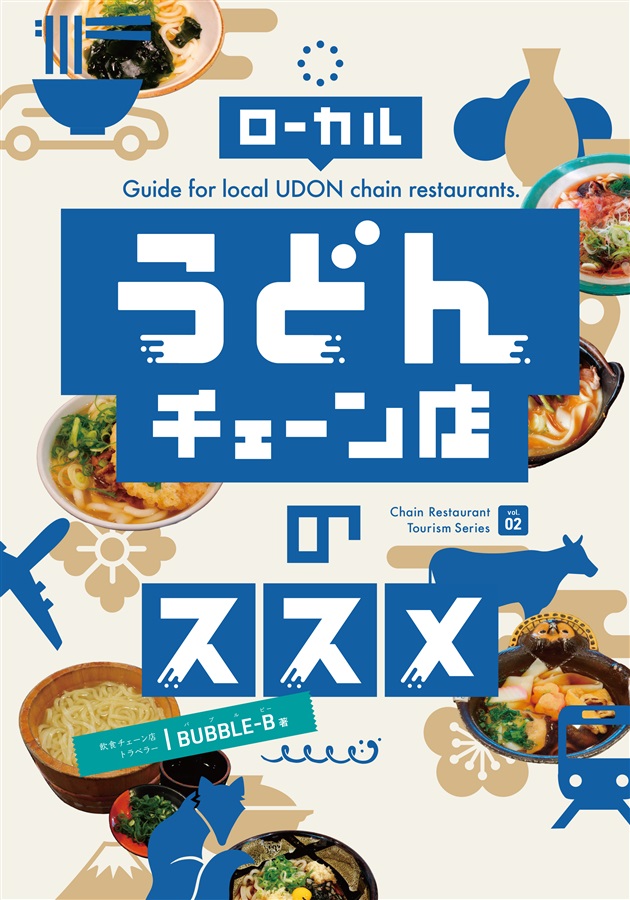 ローカル
Guide for local UDON chain restaurants.
うどん
チェーン店
の
Chain Restaurant
Tourism Series
vol.
02
ススメ
飲食チェーン店
トラベラー
バブルビー
BUBBLE-B 著